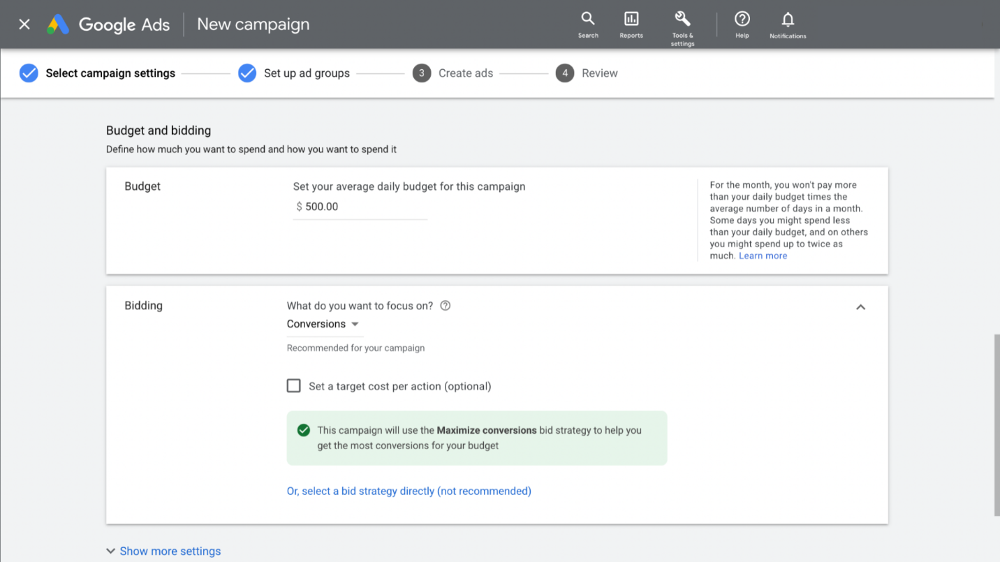 Google Ads
New campaign
Search
Reports
Tools &
settings
Help
Notifications
Select campaign settings
Set up ad groups
3 Create ads
4 Review
Budget and bidding
Define how much you want to spend and how you want to spend it
Budget
Set your average daily budget for this campaign
$ 500.00
For the month, you won't pay more
than your daily budget times the
average number of days in a month.
Some days you might spend less
than your daily budget, and on others
you might spend up to twice as
much. Learn more
Bidding
What do you want to focus on? ?
Conversions
Recommended for your campaign
Set a target cost per action (optional)
This campaign will use the Maximize conversions bid strategy to help you
get the most conversions for your budget
Or, select a bid strategy directly (not recommended)
Show more settings